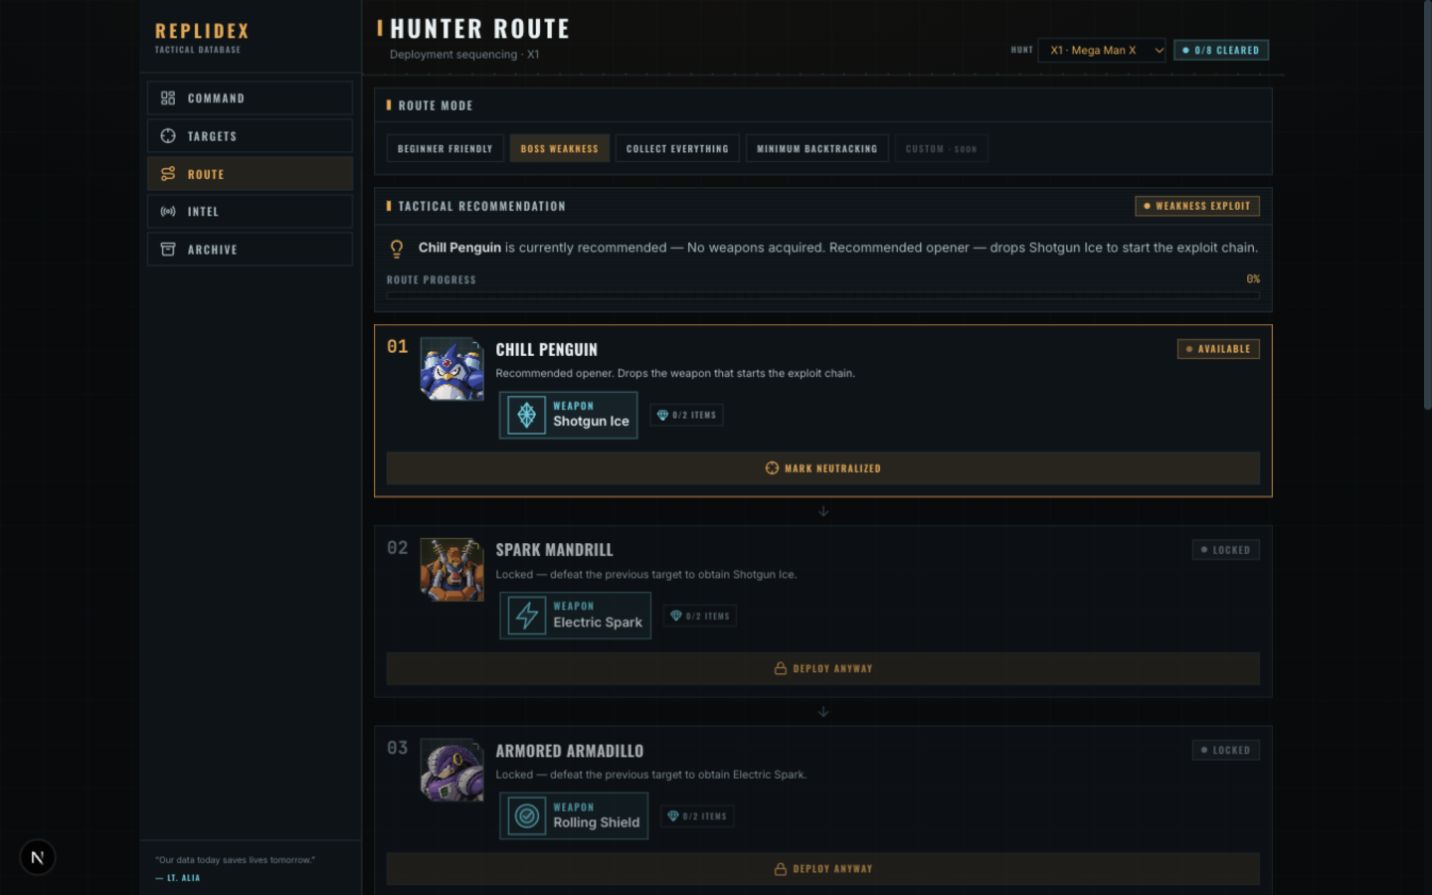 REPLIDEX
TACTICAL DATABASE
COMMAND
TARGETS
ROUTE
INTEL
ARCHIVE
"Our data today saves lives tomorrow."
— LT. ALIA
N
HUNTER ROUTE
Deployment sequencing · X1
HUNT
X1 · Mega Man X
0/8 CLEARED
ROUTE MODE
BEGINNER FRIENDLY
BOSS WEAKNESS
COLLECT EVERYTHING
MINIMUM BACKTRACKING
CUSTOM · SOON
TACTICAL RECOMMENDATION
WEAKNESS EXPLOIT
Chill Penguin is currently recommended — No weapons acquired. Recommended opener — drops Shotgun Ice to start the exploit chain.
ROUTE PROGRESS
0%
01
CHILL PENGUIN
AVAILABLE
Recommended opener. Drops the weapon that starts the exploit chain.
WEAPON
Shotgun Ice
0/2 ITEMS
MARK NEUTRALIZED
02
SPARK MANDRILL
LOCKED
Locked — defeat the previous target to obtain Shotgun Ice.
WEAPON
Electric Spark
0/2 ITEMS
DEPLOY ANYWAY
03
ARMORED ARMADILLO
LOCKED
Locked — defeat the previous target to obtain Electric Spark.
WEAPON
Rolling Shield
0/2 ITEMS
DEPLOY ANYWAY